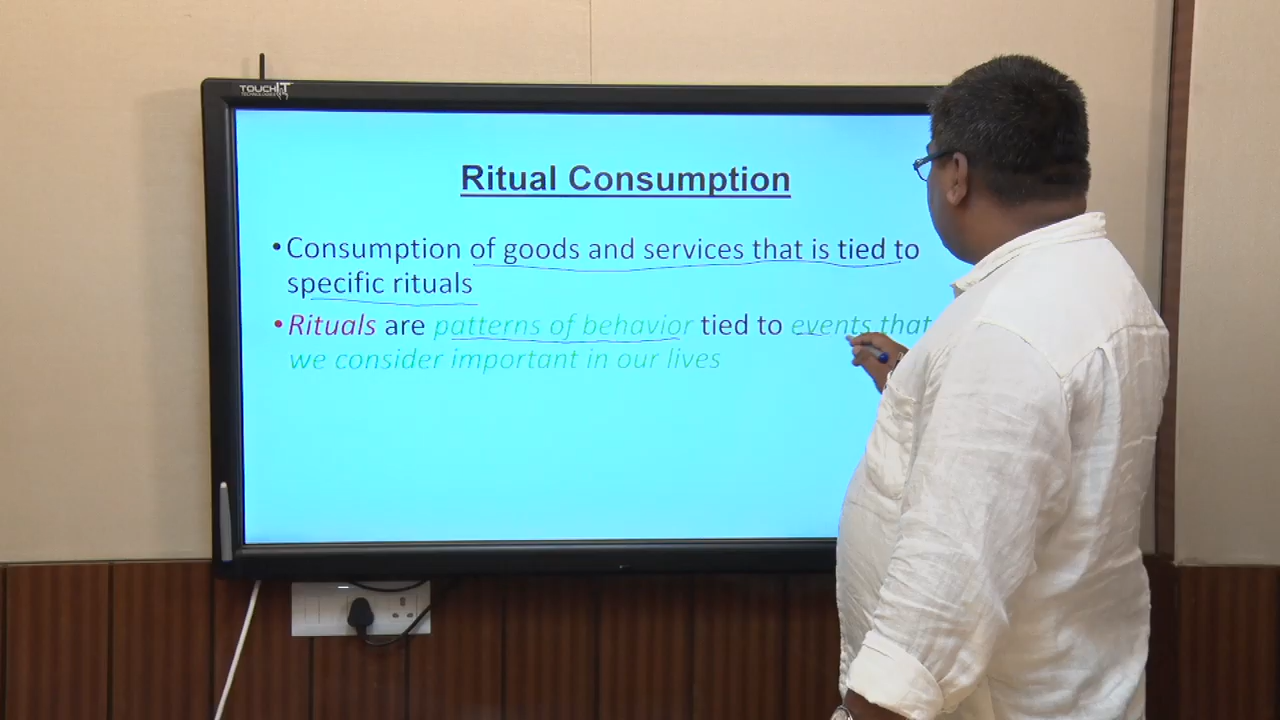 TOUCHIT
TECHNOLOGIES
Ritual Consumption
•Consumption of goods and services that is tied to
specific rituals
•Rituals are patterns of behavior tied to events that
we consider important in our lives